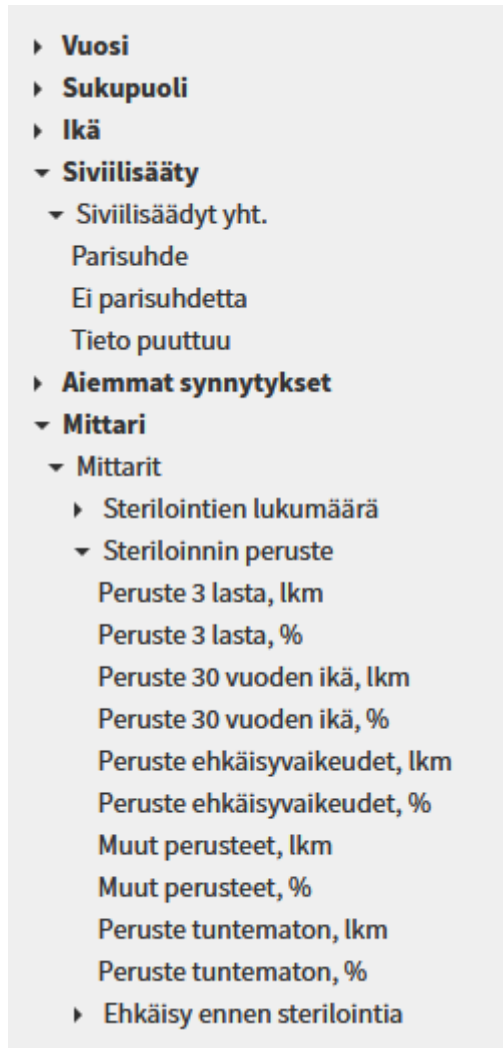 Vuosi
Sukupuoli
Ikä
Siviilisääty
Siviilisäädyt yht.
Parisuhde
Ei parisuhdetta
Tieto puuttuu
Aiemmat synnytykset
Mittari
Mittarit
Sterilointien lukumäärä
Steriloinnin peruste
Peruste 3 lasta, lkm
Peruste 3 lasta, %
Peruste 30 vuoden ikä, lkm
Peruste 30 vuoden ikä, %
Peruste ehkäisyvaikeudet, lkm
Peruste ehkäisyvaikeudet, %
Muut perusteet, lkm
Muut perusteet, %
Peruste tuntematon, lkm
Peruste tuntematon, %
Ehkäisy ennen sterilointia